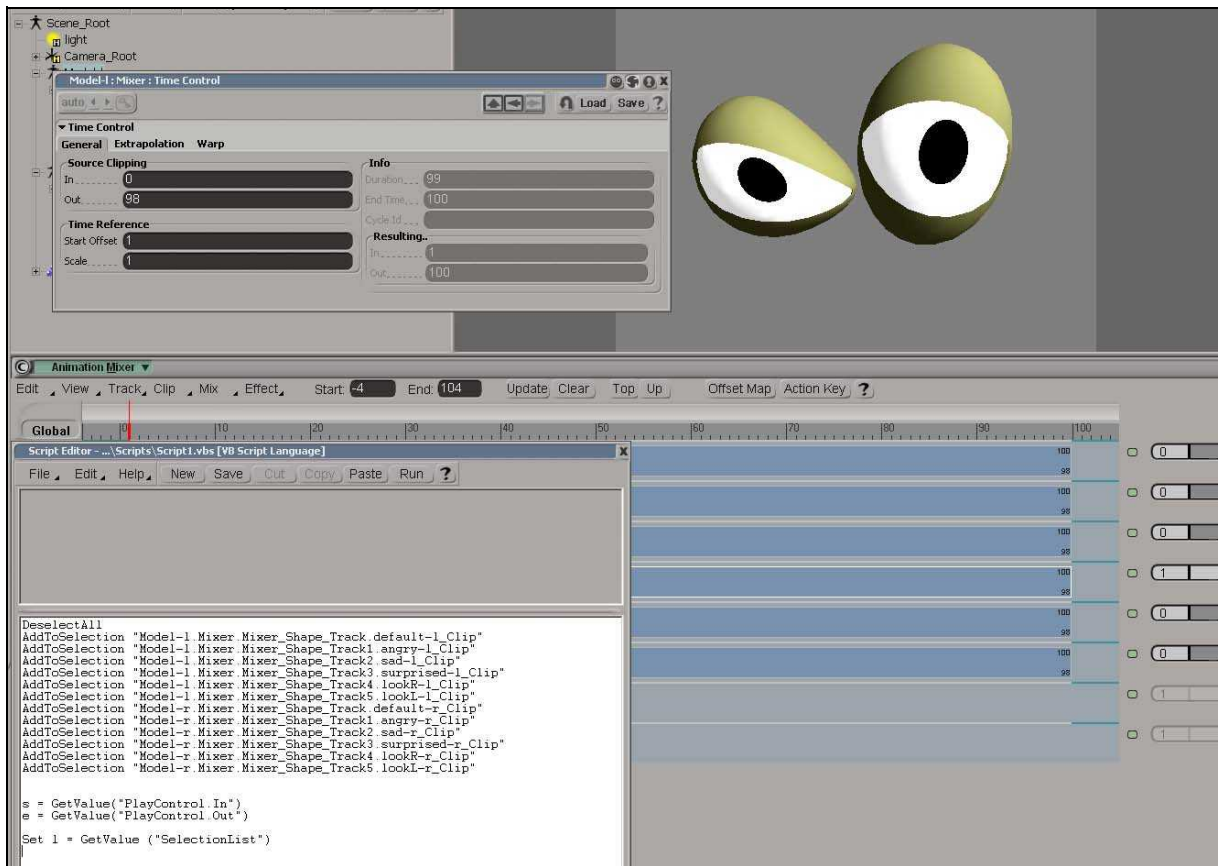 Scene_Root
light
Camera_Root
Model-l : Mixer : Time Control
auto
Load Save ?
Time Control
General Extrapolation Warp
Source Clipping
In 0
Out 98
Time Reference
Start Offset 1
Scale 1
Info
Duration 99
End Time 100
Cycle Id
Resulting..
In 1
Out 100
Animation Mixer
Edit View Track Clip Mix Effect Start: -4 End: 104 Update Clear Top Up Offset Map Action Key ?
Global 0 10 20 30 40 50 60 70 80 90 100
Script Editor - ...\Scripts\Script1.vbs [VB Script Language] X
File Edit Help New Save Cut Copy Paste Run ?
100 0
98
100 0
98
100 0
98
100 1
98
100 0
98
100 0
98
1
1
DeselectAll
AddToSelection "Model-l.Mixer.Mixer_Shape_Track.default-l_Clip"
AddToSelection "Model-l.Mixer.Mixer_Shape_Track1.angry-l_Clip"
AddToSelection "Model-l.Mixer.Mixer_Shape_Track2.sad-l_Clip"
AddToSelection "Model-l.Mixer.Mixer_Shape_Track3.surprised-l_Clip"
AddToSelection "Model-l.Mixer.Mixer_Shape_Track4.lookR-l_Clip"
AddToSelection "Model-l.Mixer.Mixer_Shape_Track5.lookL-l_Clip"
AddToSelection "Model-r.Mixer.Mixer_Shape_Track.default-r_Clip"
AddToSelection "Model-r.Mixer.Mixer_Shape_Track1.angry-r_Clip"
AddToSelection "Model-r.Mixer.Mixer_Shape_Track2.sad-r_Clip"
AddToSelection "Model-r.Mixer.Mixer_Shape_Track3.surprised-r_Clip"
AddToSelection "Model-r.Mixer.Mixer_Shape_Track4.lookR-r_Clip"
AddToSelection "Model-r.Mixer.Mixer_Shape_Track5.lookL-r_Clip"
s = GetValue("PlayControl.In")
e = GetValue("PlayControl.Out")
Set l = GetValue ("SelectionList")